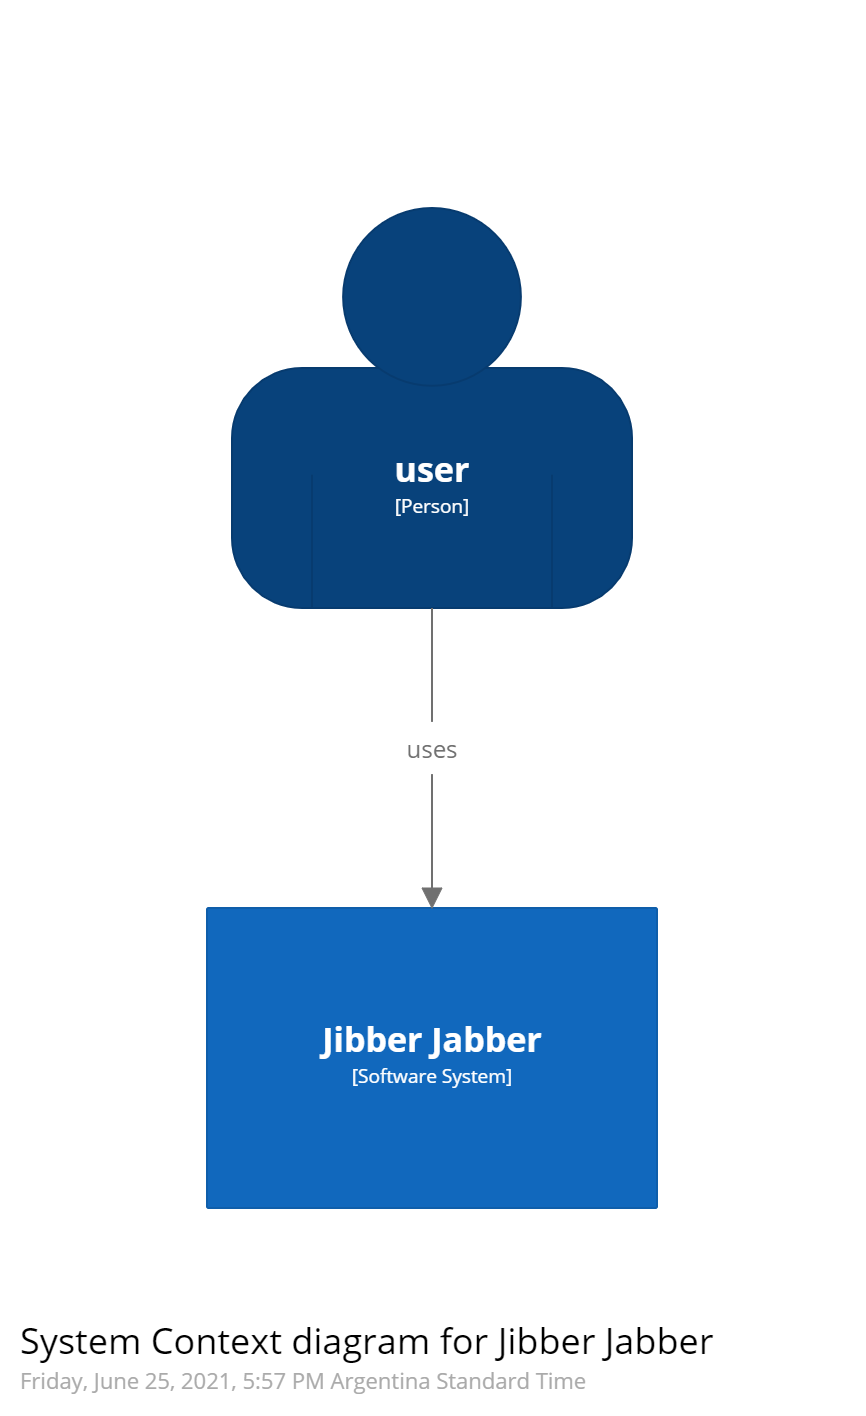 user
[Person]
uses
Jibber Jabber
[Software System]
System Context diagram for Jibber Jabber
Friday, June 25, 2021, 5:57 PM Argentina Standard Time